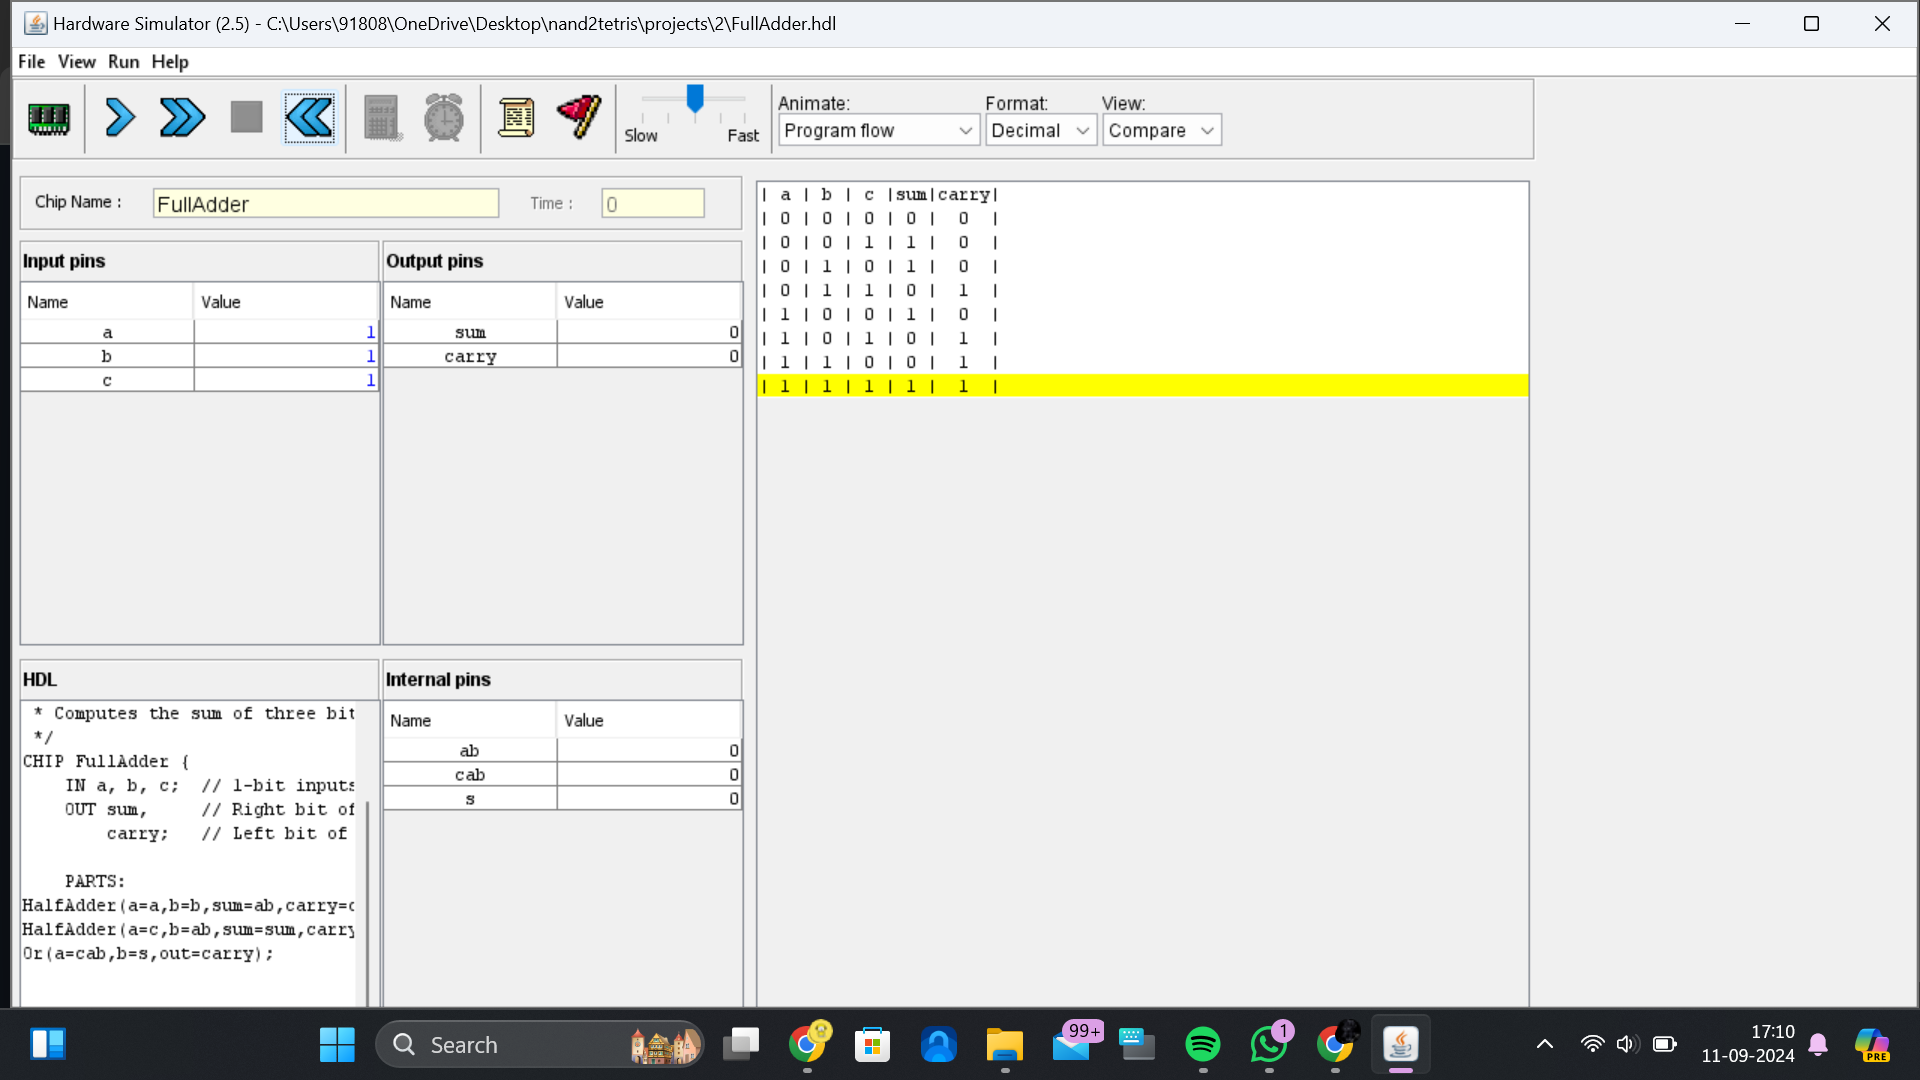 Hardware Simulator (2.5) - C:\Users\91808\OneDrive\Desktop\nand2tetris\projects\2\FullAdder.hdl
File View Run Help
Slow Fast
Animate: Format: View:
Program flow Decimal Compare
Chip Name : FullAdder Time : 0
Input pins
Name Value
a 1
b 1
c 1
Output pins
Name Value
sum 0
carry 0
| a | b | c |sum|carry|
| 0 | 0 | 0 | 0 | 0 |
| 0 | 0 | 1 | 1 | 0 |
| 0 | 1 | 0 | 1 | 0 |
| 0 | 1 | 1 | 0 | 1 |
| 1 | 0 | 0 | 1 | 0 |
| 1 | 0 | 1 | 0 | 1 |
| 1 | 1 | 0 | 0 | 1 |
| 1 | 1 | 1 | 1 | 1 |
HDL
* Computes the sum of three bit
*/
CHIP FullAdder {
IN a, b, c; // 1-bit inputs
OUT sum, // Right bit of
carry; // Left bit of
PARTS:
HalfAdder(a=a,b=b,sum=ab,carry=c
HalfAdder(a=c,b=ab,sum=sum,carry
Or(a=cab,b=s,out=carry);
Internal pins
Name Value
ab 0
cab 0
s 0
Search
99+
1
17:10
11-09-2024
PRE